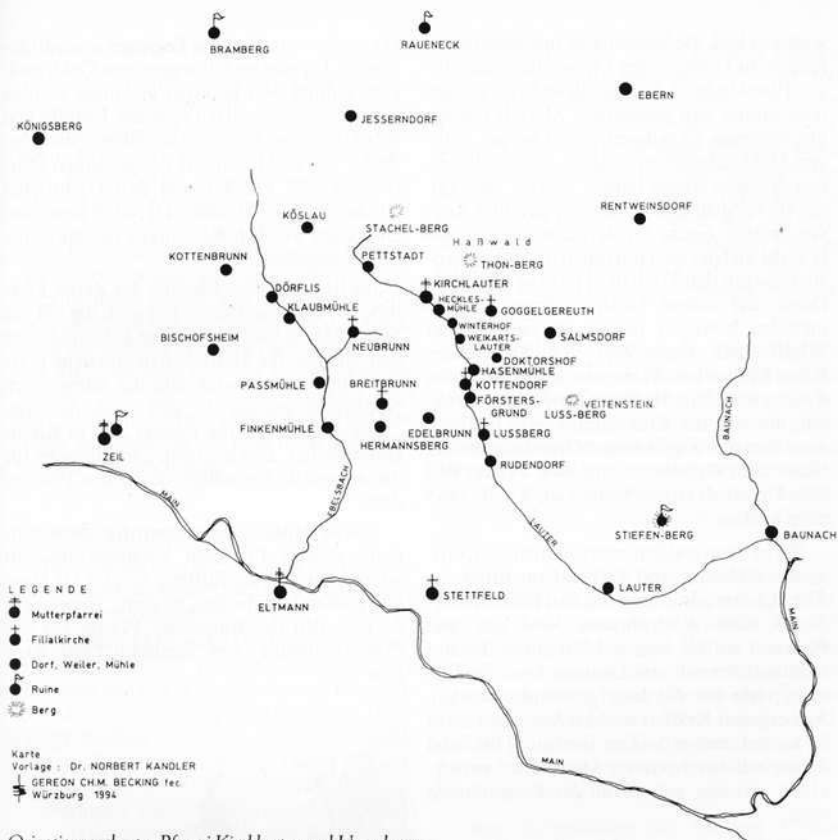 BRAMBERG
RAUENECK
EBERN
KÖNIGSBERG
JESSERNDORF
RENTWEINSDORF
KÖSLAU
STACHEL-BERG
Haßwald
KOTTENBRUNN
PETTSTADT
THON-BERG
DÖRFLIS
KIRCHLAUTER
KLAUBMÜHLE
HECKLES-
MÜHLE
GOGGELGEREUTH
WINTERHOF
BISCHOFSHEIM
NEUBRUNN
WEIKARTS-
LAUTER
SALMSDORF
DOKTORSHOF
PASSMÜHLE
BREITBRUNN
HASENMÜHLE
KOTTENDORF
FÖRSTERS-
GRUND
VEITENSTEIN
LUSS-BERG
BAUNACH
ZEIL
FINKENMÜHLE
HERMANNSBERG
EDELBRUNN
LUSSBERG
RUDENDORF
MAIN
EBELSBACH
LAUTER
STIEFEN-BERG
BAUNACH
ELTMANN
STETTFELD
LAUTER
MAIN
MAIN
LEGENDE
Mutterpfarrei
Filialkirche
Dorf, Weiler, Mühle
Ruine
Berg
Karte
Vorlage : Dr. NORBERT KANDLER
GEREON CH.M. BECKING fec.
Würzburg 1994